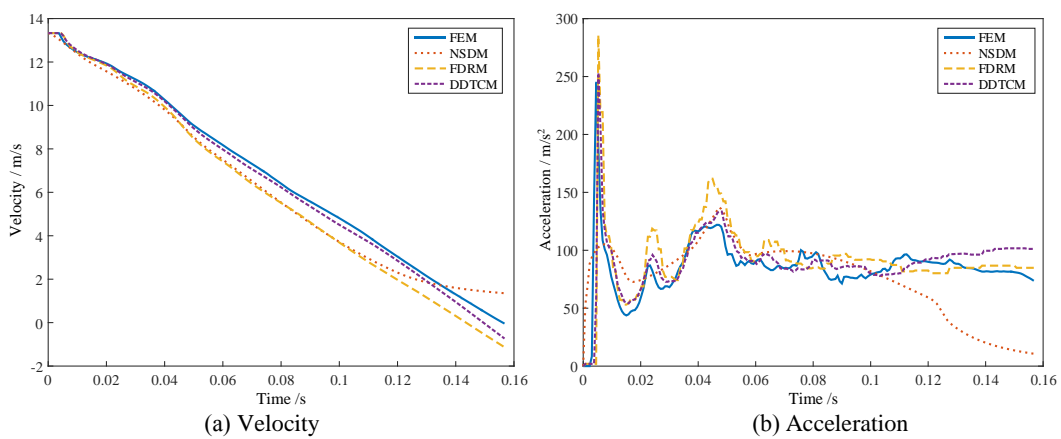 14
12
10
8
6
4
2
0
-2
Velocity / m/s
0
0.02
0.04
0.06
0.08
0.1
0.12
0.14
0.16
Time /s
FEM
NSDM
FDRM
DDTCM
(a) Velocity
300
250
200
150
100
50
0
Acceleration / m/s²
0
0.02
0.04
0.06
0.08
0.1
0.12
0.14
0.16
Time /s
FEM
NSDM
FDRM
DDTCM
(b) Acceleration